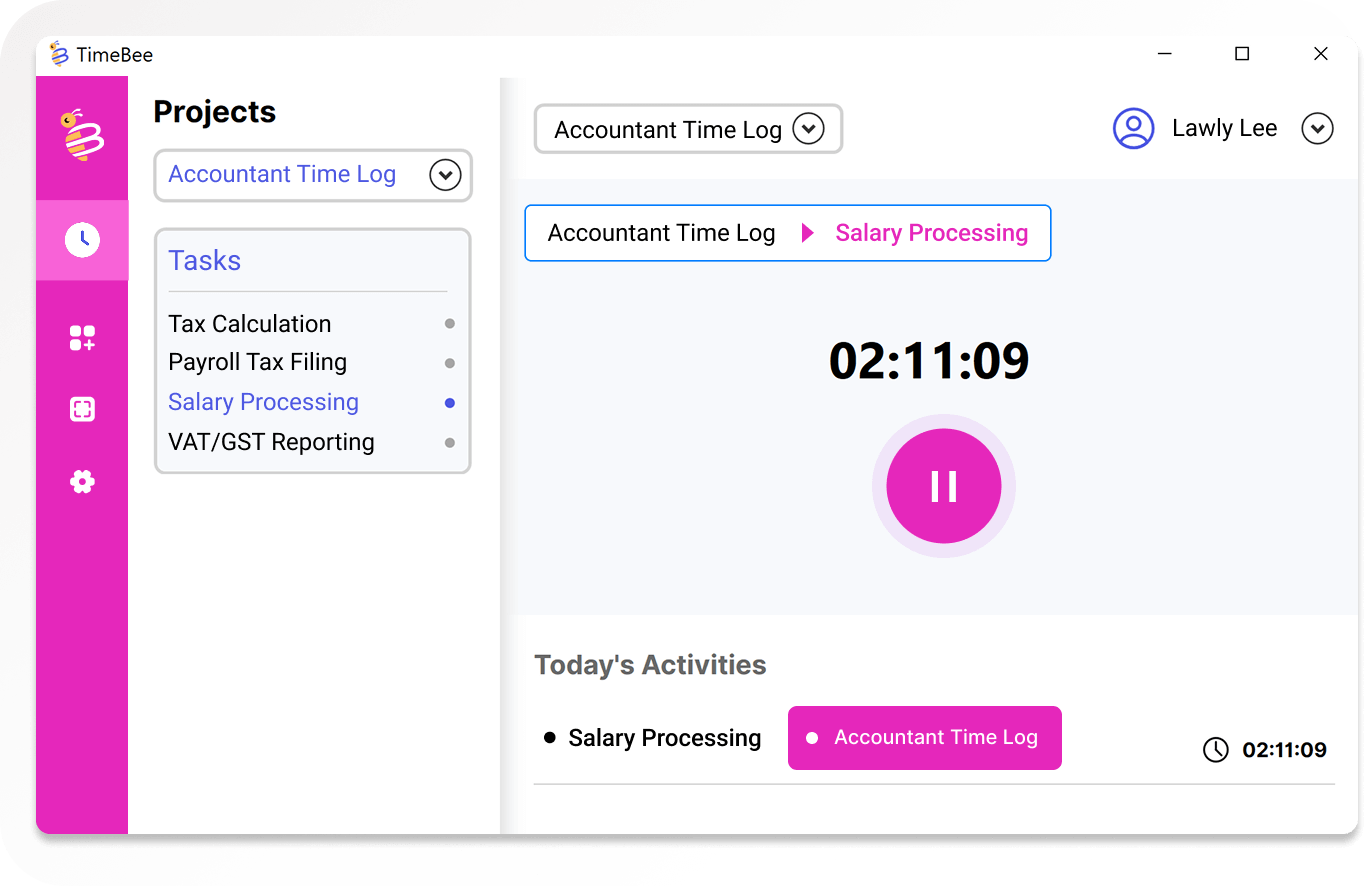 TimeBee
Projects
Accountant Time Log
Tasks
Tax Calculation
Payroll Tax Filing
Salary Processing
VAT/GST Reporting
Accountant Time Log
Lawly Lee
Accountant Time Log Salary Processing
02:11:09
Today's Activities
Salary Processing Accountant Time Log 02:11:09